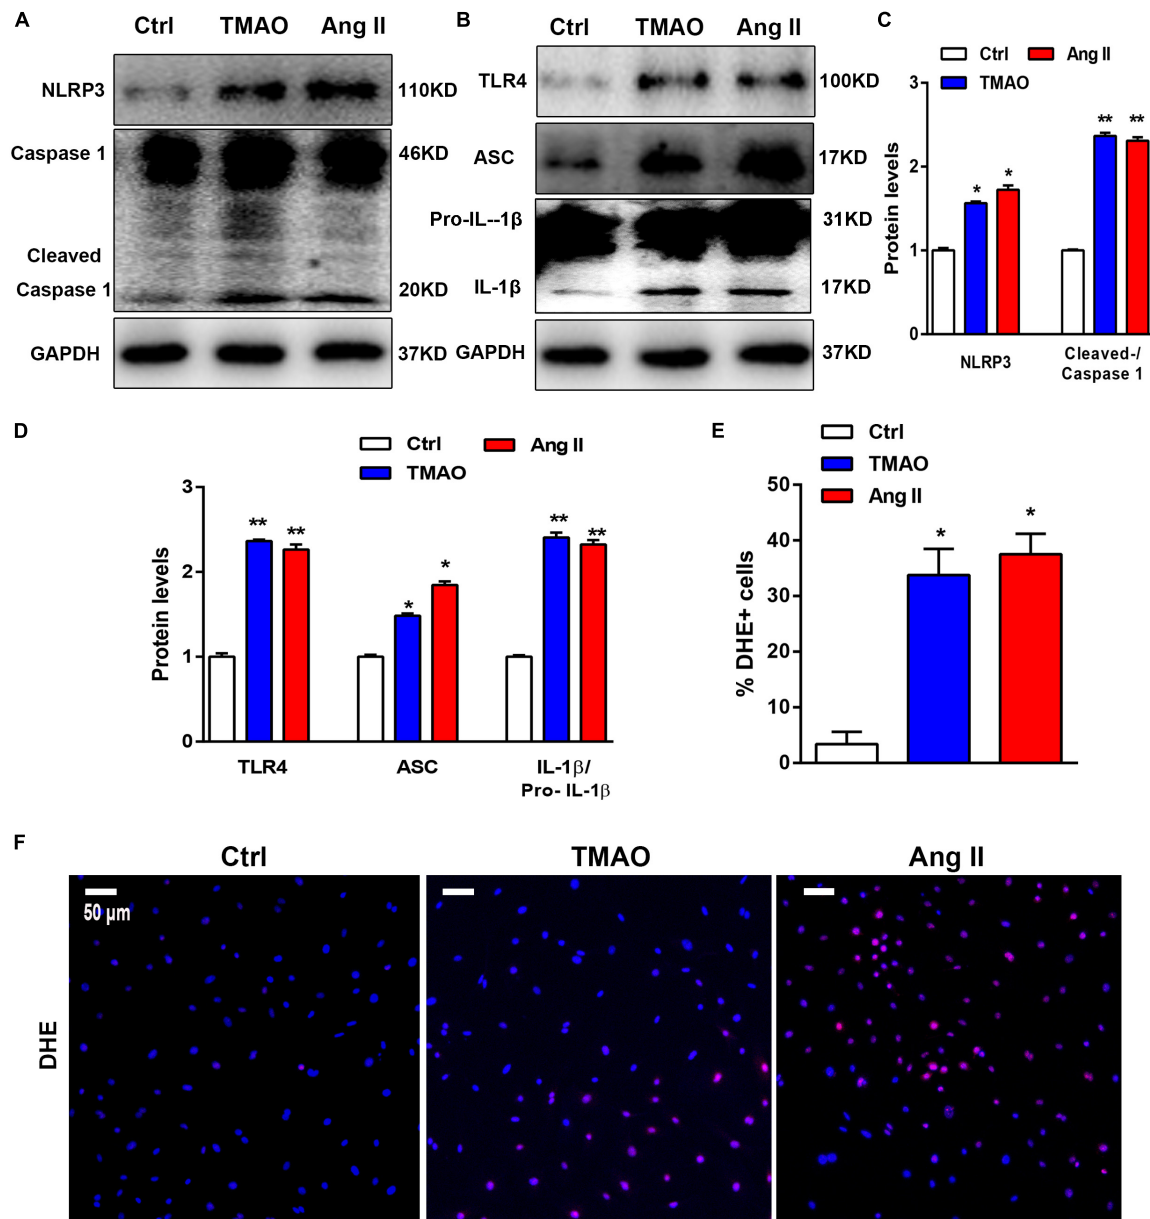 A
Ctrl TMAO Ang II
NLRP3 110KD
Caspase 1 46KD
Cleaved
Caspase 1 20KD
GAPDH 37KD
B
Ctrl TMAO Ang II
TLR4 100KD
ASC 17KD
Pro-IL--1β 31KD
IL-1β 17KD
GAPDH 37KD
C
Ctrl Ang II
TMAO
Protein levels
3
2
1
0
* * ** **
NLRP3 Cleaved-/
Caspase 1
D
Ctrl Ang II
TMAO
Protein levels
3
2
1
0
** ** * * ** **
TLR4 ASC IL-1β/
Pro- IL-1β
E
Ctrl
TMAO
Ang II
% DHE+ cells
50
40
30
20
10
0
* *
F
Ctrl TMAO Ang II
50 µm
DHE